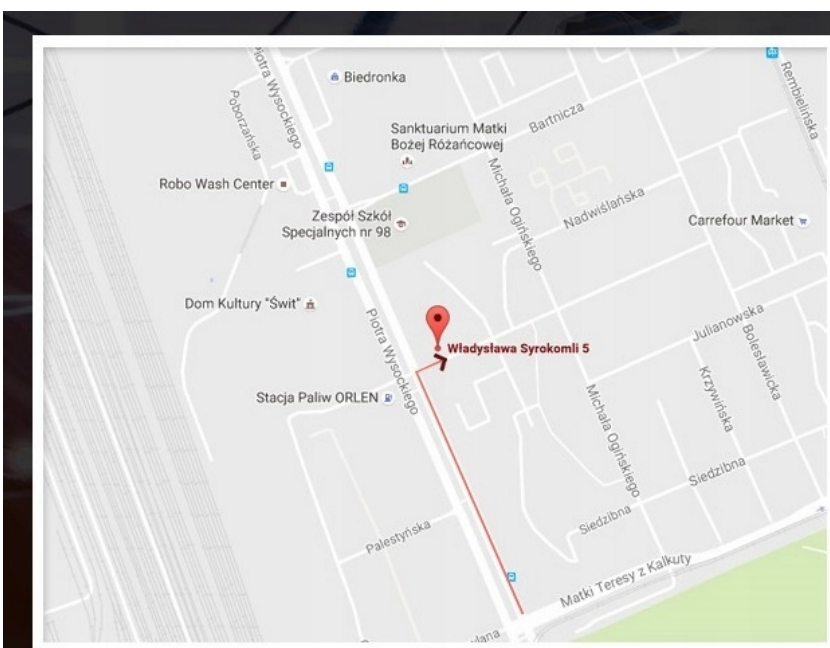 Piotra Wysockiego
Biedronka
Rembielińska
Poborzańska
Bartnicza
Sanktuarium Matki
Bożej Różańcowej
Michała Ogińskiego
Robo Wash Center
Nadwiślańska
Zespół Szkół
Specjalnych nr 98
Carrefour Market
Dom Kultury "Świt"
Piotra Wysockiego
Julianowska
Bolesławicka
Władysława Syrokomli 5
Krzywińska
Stacja Paliw ORLEN
Michała Ogińskiego
Siedzibna
Siedzibna
Palestyńska
Matki Teresy z Kalkuty